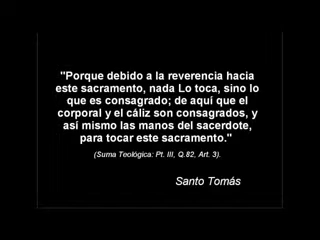 "Porque debido a la reverencia hacia
este sacramento, nada Lo toca, sino lo
que es consagrado; de aquí que el
corporal y el cáliz son consagrados, y
así mismo las manos del sacerdote,
para tocar este sacramento."
(Suma Teológica: Pt. III, Q.82, Art. 3).
Santo Tomás